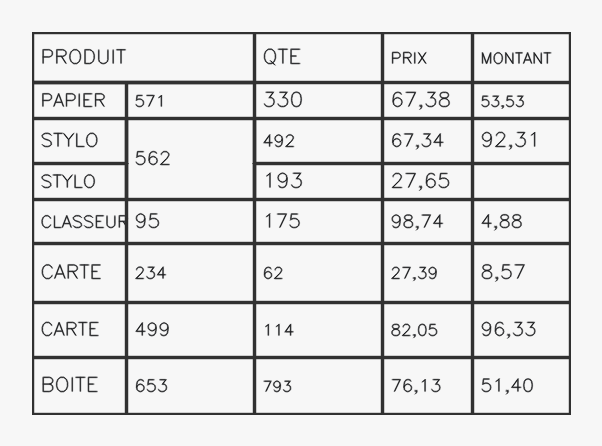 PRODUIT QTE PRIX MONTANT
PAPIER 571 330 67,38 53,53
STYLO 562 492 67,34 92,31
STYLO 193 27,65
CLASSEUR 95 175 98,74 4,88
CARTE 234 62 27,39 8,57
CARTE 499 114 82,05 96,33
BOITE 653 793 76,13 51,40